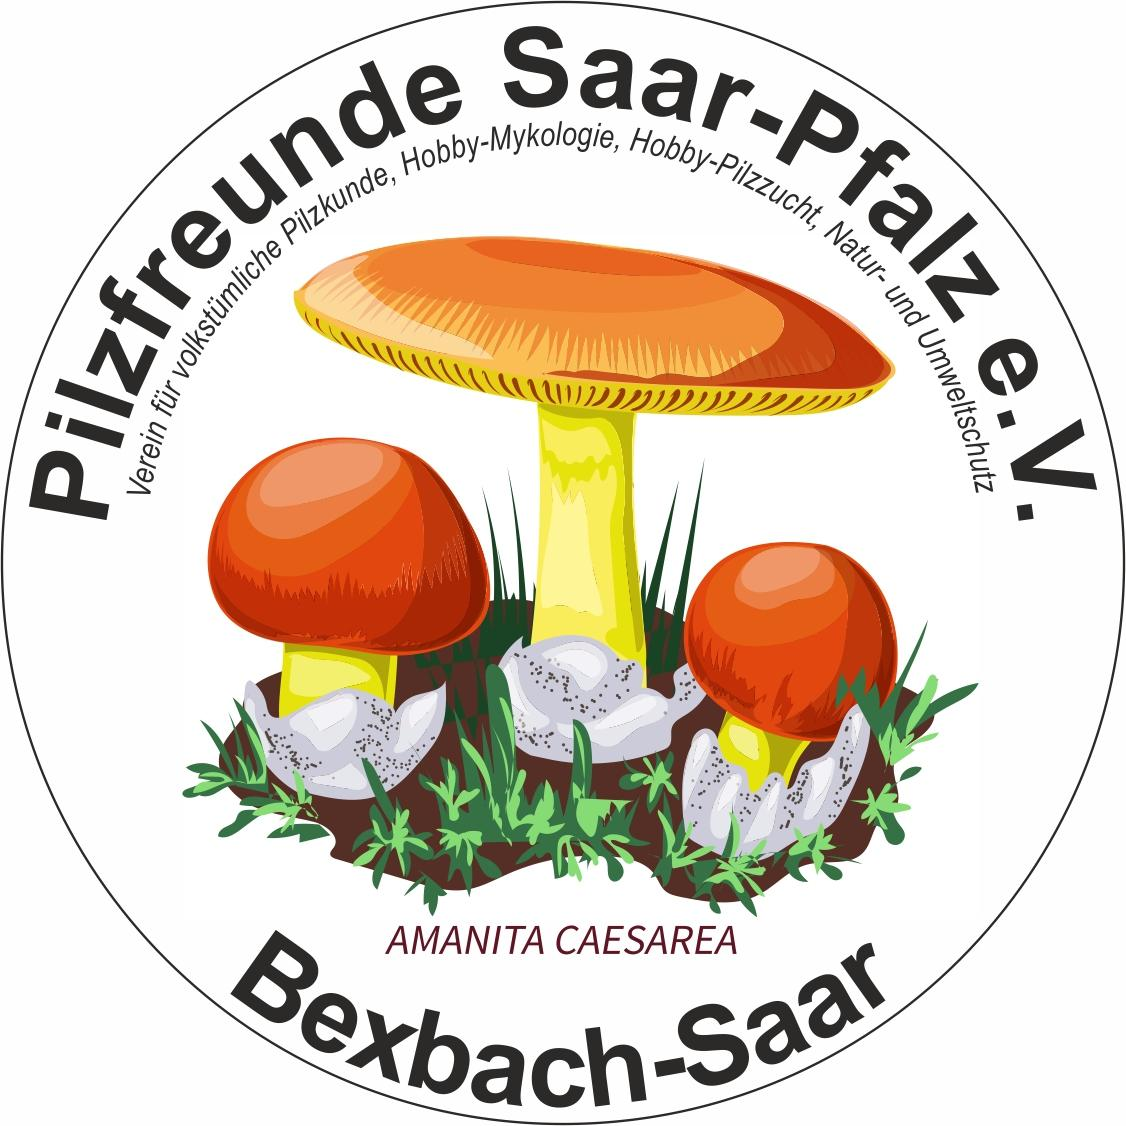 Pilzfreunde Saar-Pfalz e.V.
Verein für volkstümliche Pilzkunde, Hobby-Mykologie, Hobby-Pilzzucht, Natur- und Umweltschutz
AMANITA CAESAREA
Bexbach-Saar